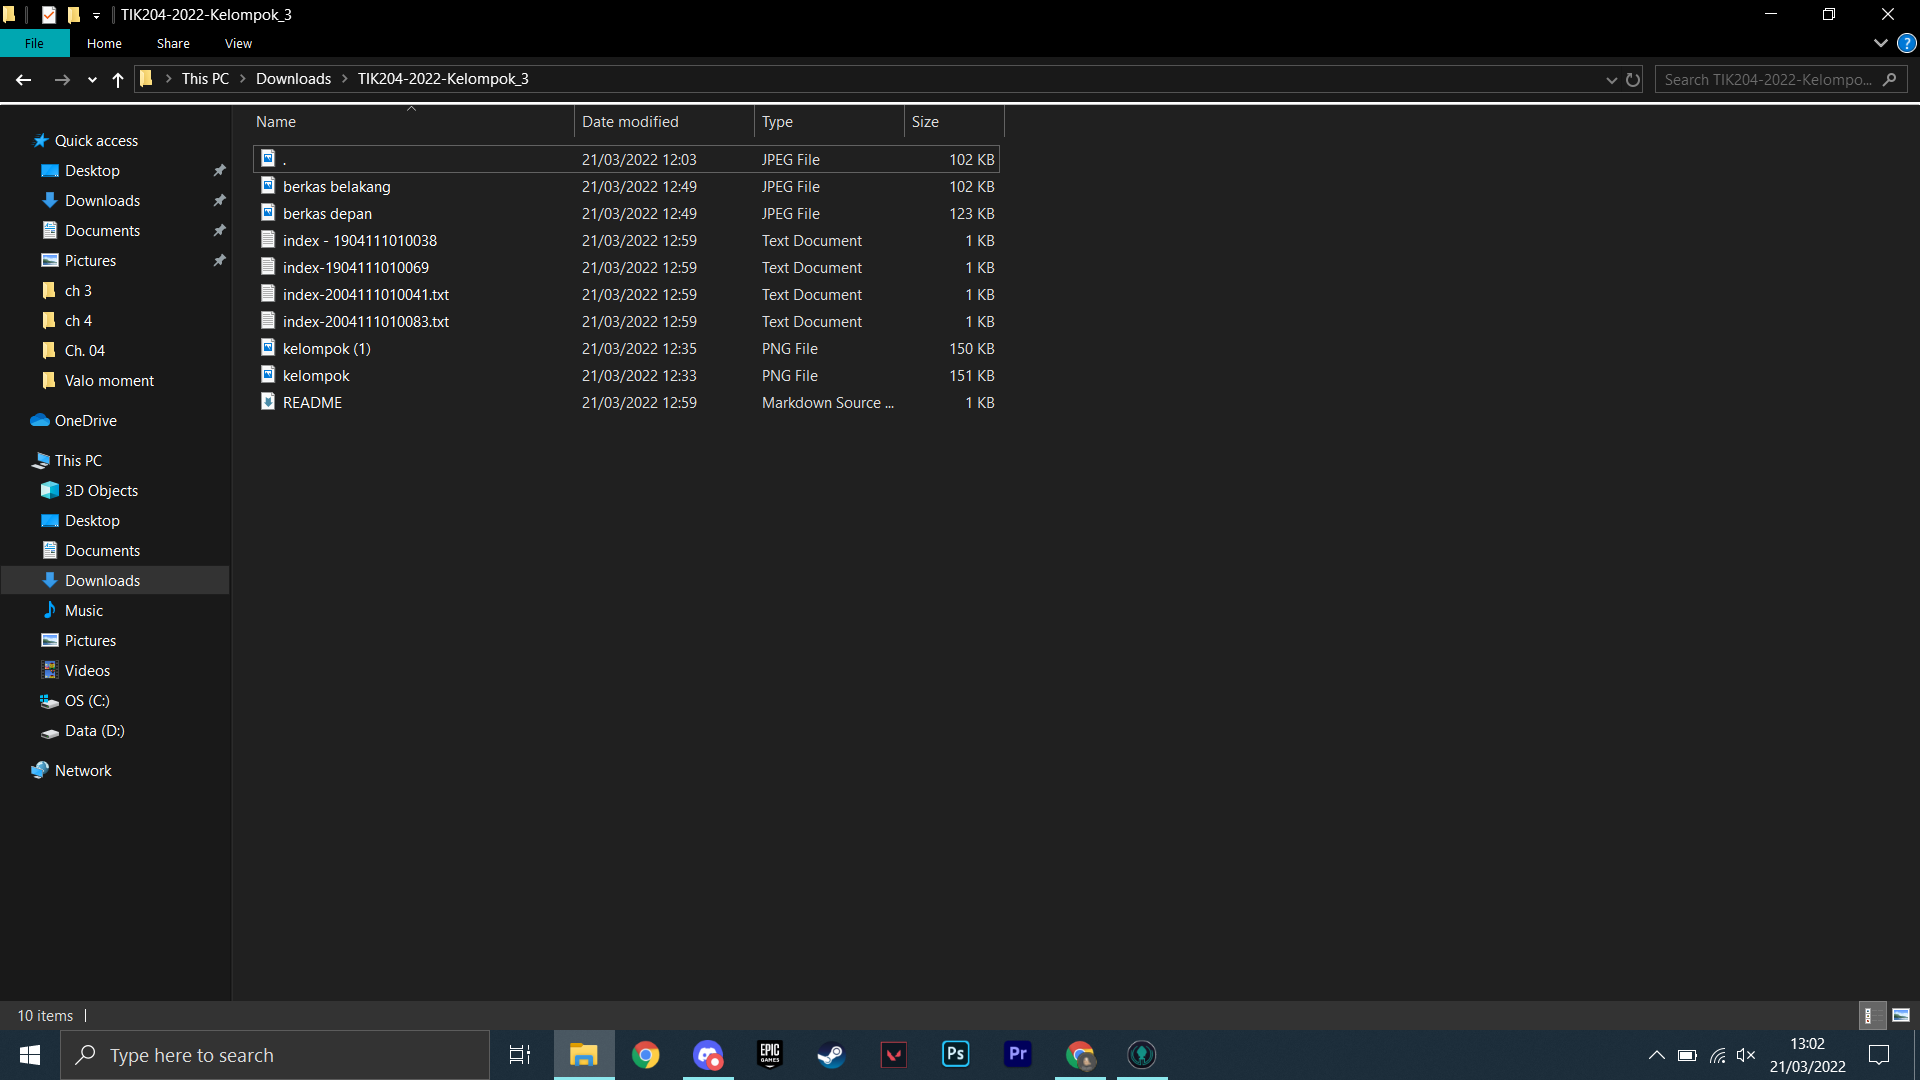 TIK204-2022-Kelompok_3
File Home Share View
This PC Downloads TIK204-2022-Kelompok_3
Search TIK204-2022-Kelompo...
Quick access
Desktop
Downloads
Documents
Pictures
ch 3
ch 4
Ch. 04
Valo moment
OneDrive
This PC
3D Objects
Desktop
Documents
Downloads
Music
Pictures
Videos
OS (C:)
Data (D:)
Network
Name Date modified Type Size
. 21/03/2022 12:03 JPEG File 102 KB
berkas belakang 21/03/2022 12:49 JPEG File 102 KB
berkas depan 21/03/2022 12:49 JPEG File 123 KB
index - 1904111010038 21/03/2022 12:59 Text Document 1 KB
index-1904111010069 21/03/2022 12:59 Text Document 1 KB
index-2004111010041.txt 21/03/2022 12:59 Text Document 1 KB
index-2004111010083.txt 21/03/2022 12:59 Text Document 1 KB
kelompok (1) 21/03/2022 12:35 PNG File 150 KB
kelompok 21/03/2022 12:33 PNG File 151 KB
README 21/03/2022 12:59 Markdown Source ... 1 KB
10 items
Type here to search
EPIC
GAMES
Ps
Pr
13:02
21/03/2022